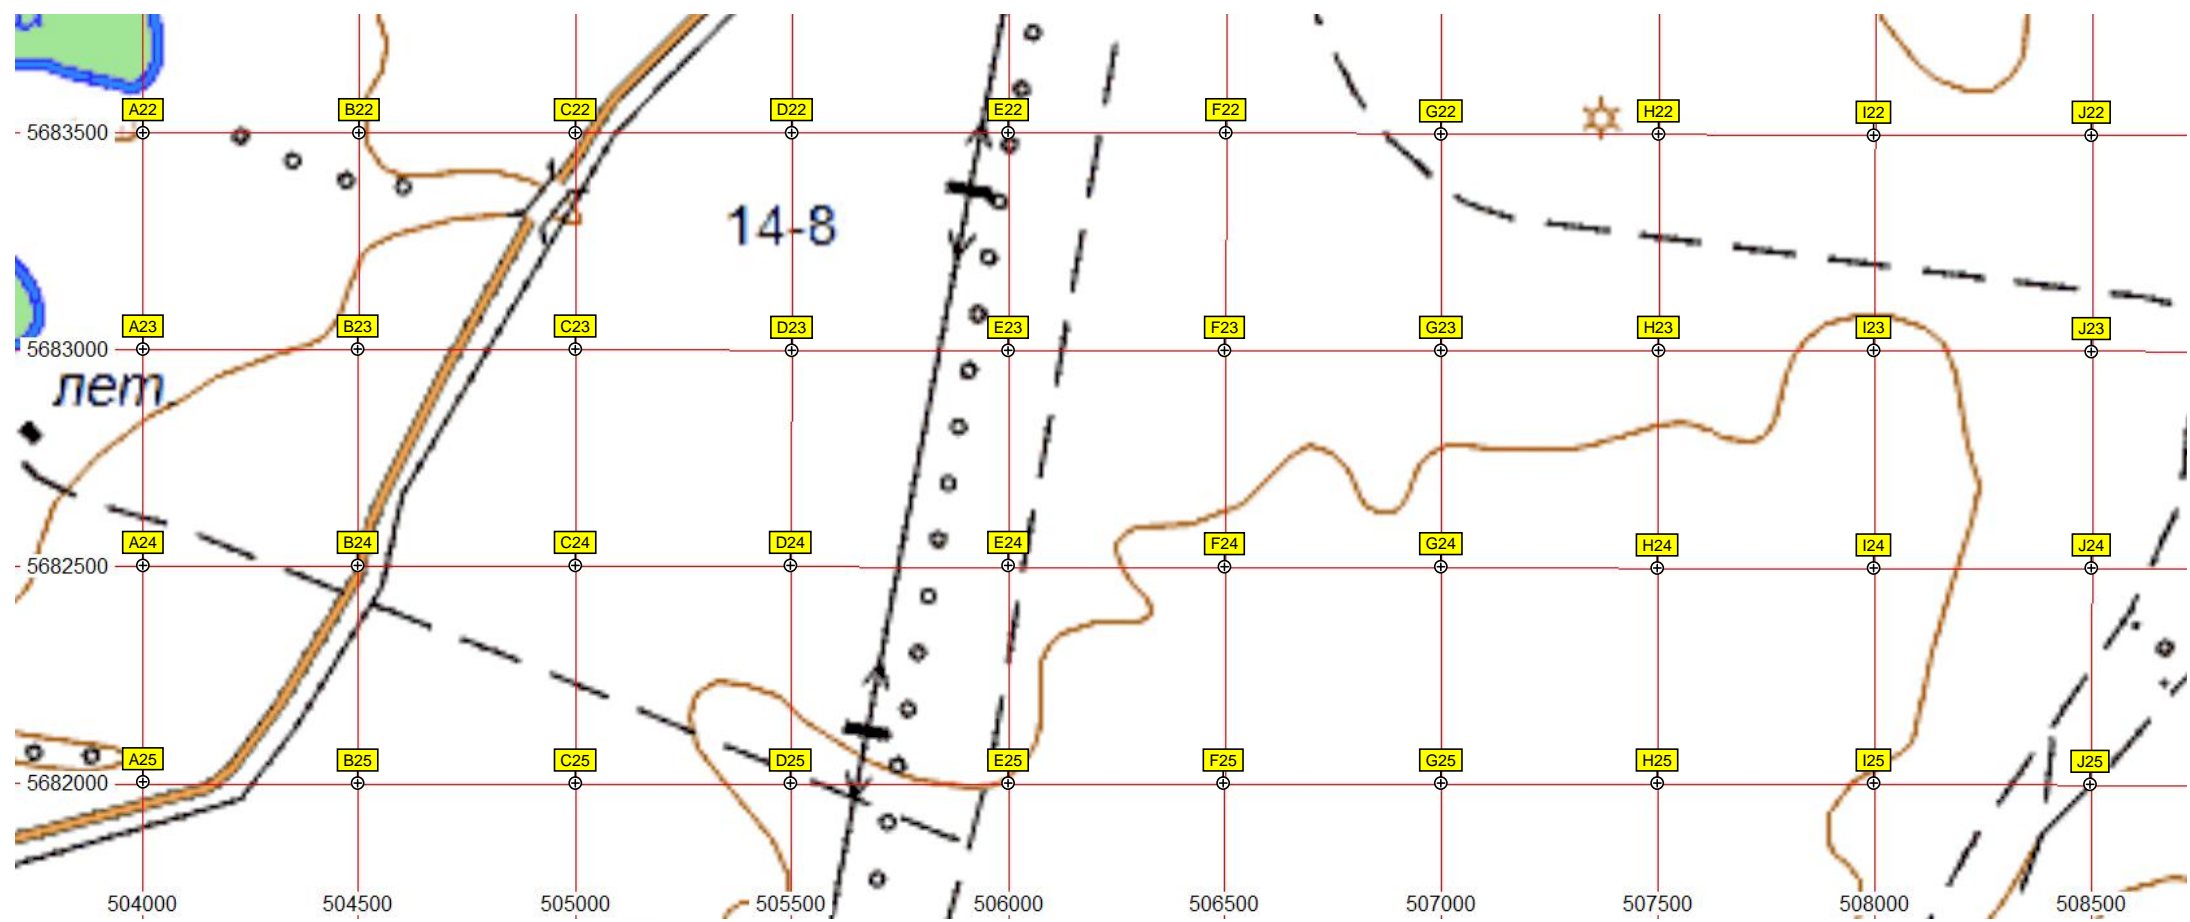 A22 B22 C22 D22 E22 F22 G22 H22 I22 J22
5683500
14-8
A23 B23 C23 D23 E23 F23 G23 H23 I23 J23
5683000
лет.
A24 B24 C24 D24 E24 F24 G24 H24 I24 J24
5682500
A25 B25 C25 D25 E25 F25 G25 H25 I25 J25
5682000
504000 504500 505000 505500 506000 506500 507000 507500 508000 508500